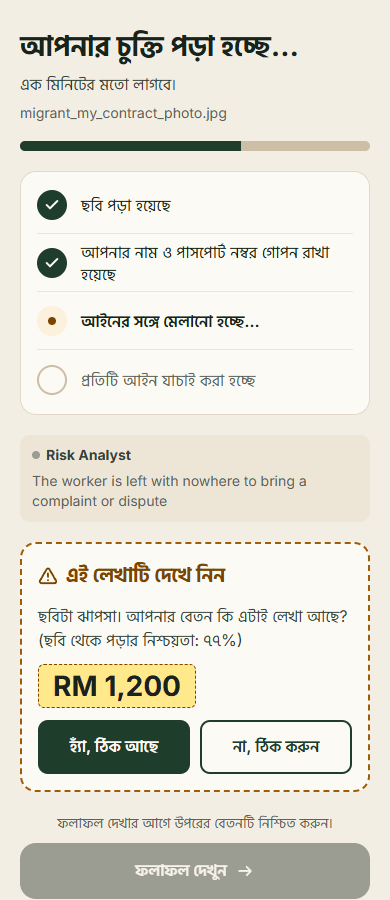 আপনার চুক্তি পড়া হচ্ছে...
এক মিনিটের মতো লাগবে।
migrant_my_contract_photo.jpg
ছবি পড়া হয়েছে
আপনার নাম ও পাসপোর্ট নম্বর গোপন রাখা
হয়েছে
আইনের সঙ্গে মেলানো হচ্ছে...
প্রতিটি আইন যাচাই করা হচ্ছে
Risk Analyst
The worker is left with nowhere to bring a
complaint or dispute
এই লেখাটি দেখে নিন
ছবিটা ঝাপসা। আপনার বেতন কি এটাই লেখা আছে?
(ছবি থেকে পড়ার নিশ্চয়তা: ৭৭%)
RM 1,200
হ্যাঁ, ঠিক আছে
না, ঠিক করুন
ফলাফল দেখার আগে উপরের বেতনটি নিশ্চিত করুন।
ফলাফল দেখুন →